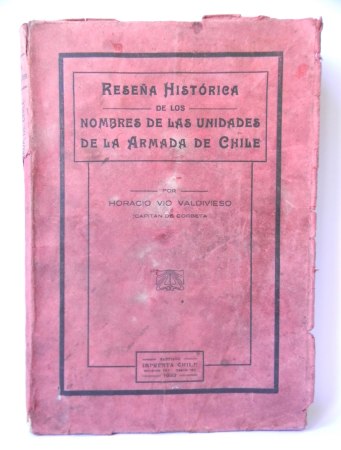 RESEÑA HISTÓRICA
DE LOS
NOMBRES DE LAS UNIDADES
DE LA ARMADA DE CHILE
POR
HORACIO VIO VALDIVIESO
CAPITAN DE CORBETA
SANTIAGO
IMPRENTA CHILE